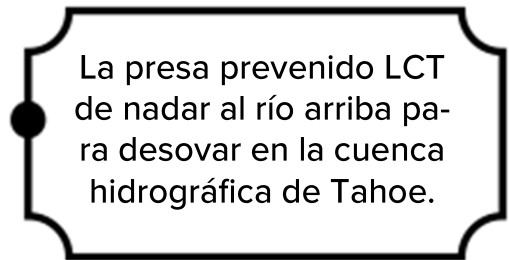 La presa prevenido LCT
de nadar al río arriba pa-
ra desovar en la cuenca
hidrográfica de Tahoe.